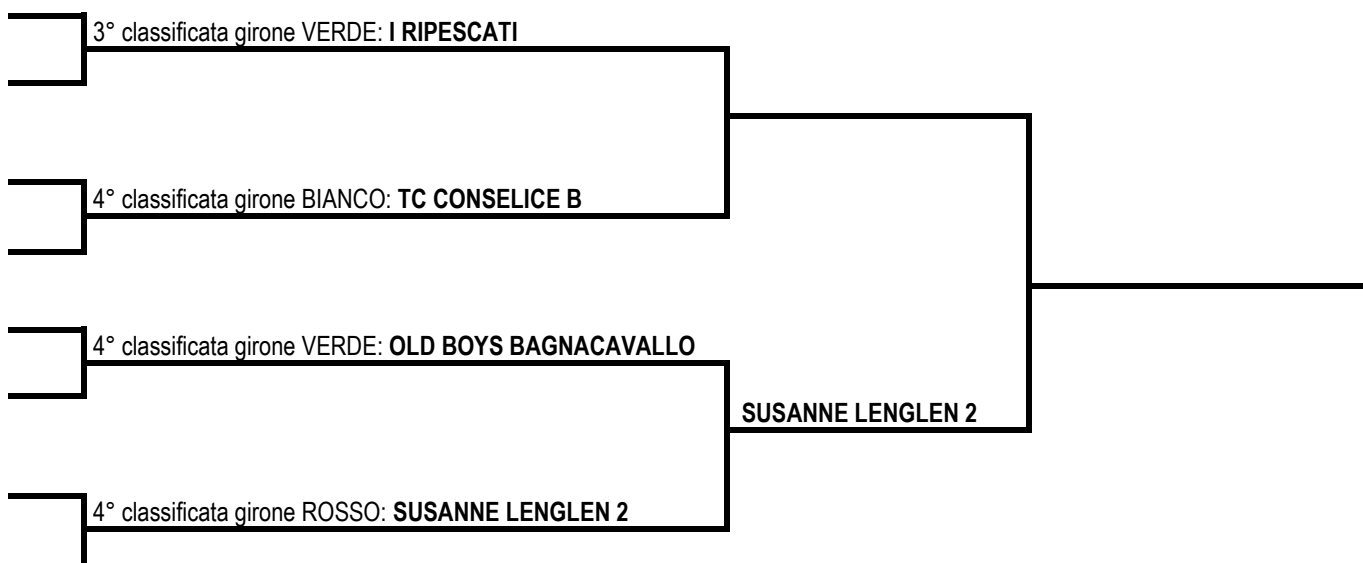 3° classificata girone VERDE: I RIPESCATI
4° classificata girone BIANCO: TC CONSELICE B
4° classificata girone VERDE: OLD BOYS BAGNACAVALLO
SUSANNE LENGLEN 2
4° classificata girone ROSSO: SUSANNE LENGLEN 2